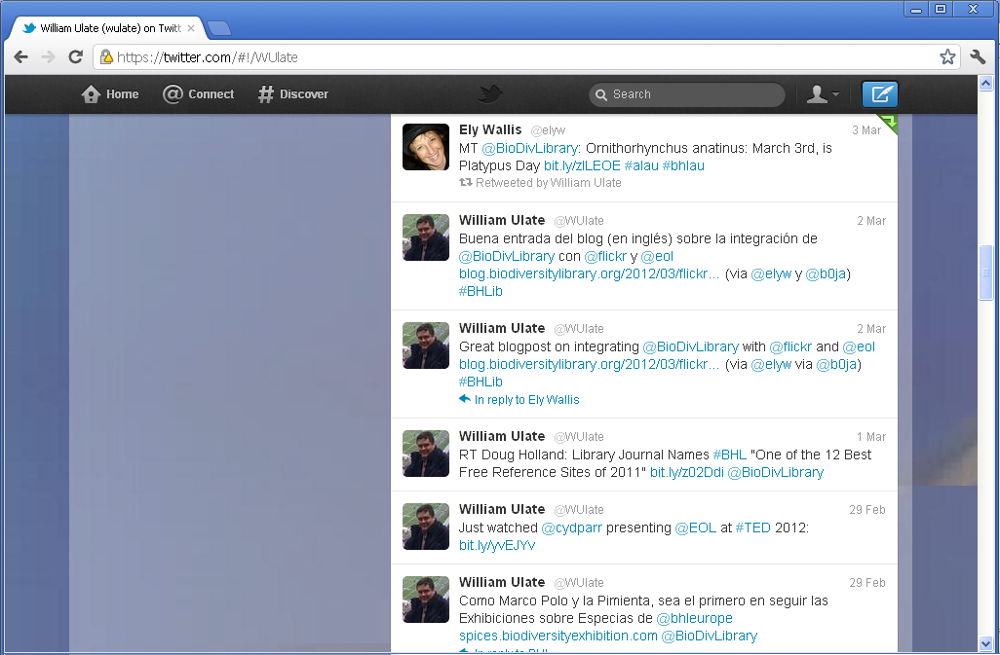 William Ulate (wulate) on Twitt
https://twitter.com/#!/WUlate
Home Connect Discover Search
Ely Wallis @elyw 3 Mar
MT @BioDivLibrary: Ornithorhynchus anatinus: March 3rd, is
Platypus Day bit.ly/zlLEOE #alau #bhlau
Retweeted by William Ulate
William Ulate @WUlate 2 Mar
Buena entrada del blog (en inglés) sobre la integración de
@BioDivLibrary con @flickr y @eol
blog.biodiversitylibrary.org/2012/03/flickr... (via @elyw y @b0ja)
#BHLib
William Ulate @WUlate 2 Mar
Great blogpost on integrating @BioDivLibrary with @flickr and @eol
blog.biodiversitylibrary.org/2012/03/flickr... (via @elyw via @b0ja)
#BHLib
In reply to Ely Wallis
William Ulate @WUlate 1 Mar
RT Doug Holland: Library Journal Names #BHL "One of the 12 Best
Free Reference Sites of 2011" bit.ly/z02Ddi @BioDivLibrary
William Ulate @WUlate 29 Feb
Just watched @cydparr presenting @EOL at #TED 2012:
bit.ly/yvEJYv
William Ulate @WUlate 29 Feb
Como Marco Polo y la Pimienta, sea el primero en seguir las
Exhibiciones sobre Especias de @bhleurope
spices.biodiversityexhibition.com @BioDivLibrary
In reply to BHL